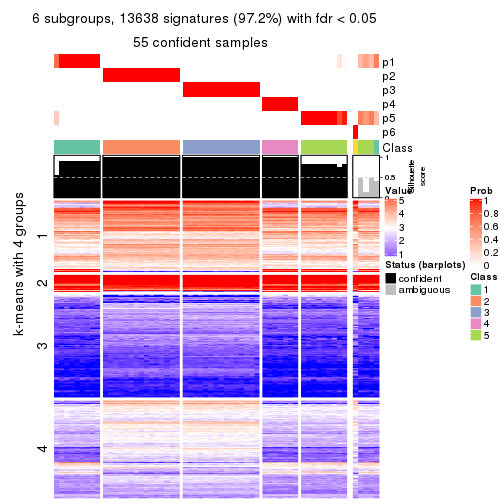 6 subgroups, 13638 signatures (97.2%) with fdr < 0.05
55 confident samples
p1
p2
p3
p4
p5
p6
Class
1
0.5
0
Silhouette
score
k-means with 4 groups
1
2
3
4
Value
5
4
3
2
1
Status (barplots)
confident
ambiguous
Prob
1
0.8
0.6
0.4
0.2
0
Class
1
2
3
4
5